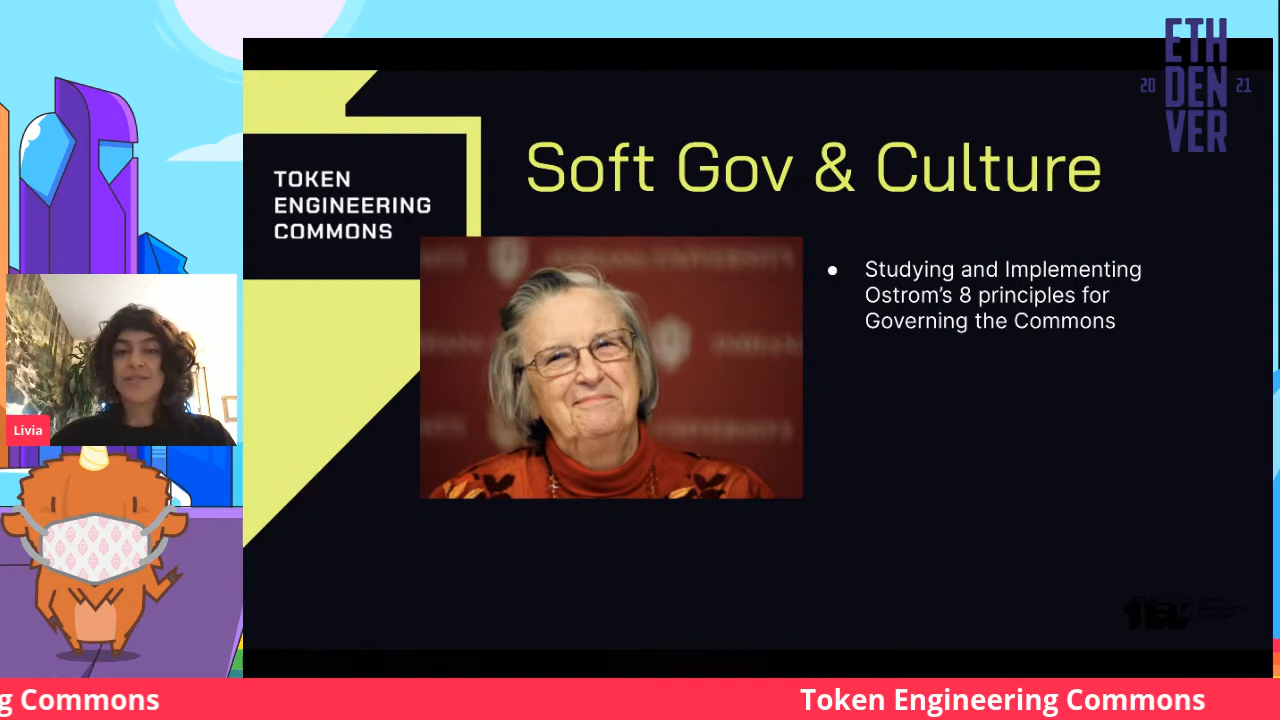 ETH
20 DEN 21
VER
Soft Gov & Culture
TOKEN
ENGINEERING
COMMONS
Studying and Implementing
Ostrom’s 8 principles for
Governing the Commons
Livia
g Commons
Token Engineering Commons